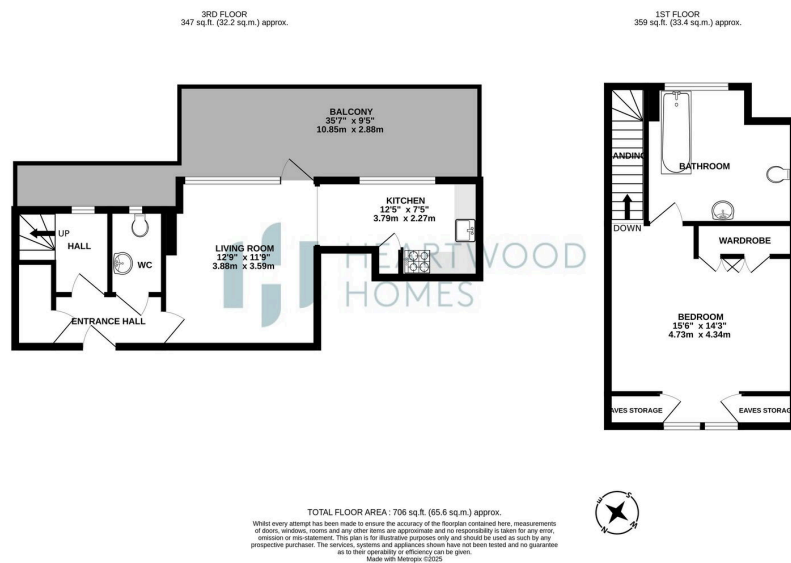 3RD FLOOR
347 sq.ft. (32.2 sq.m.) approx.
1ST FLOOR
359 sq.ft. (33.4 sq.m.) approx.
BALCONY
35'7" x 9'5"
10.85m x 2.88m
KITCHEN
12'5" x 7'5"
3.79m x 2.27m
UP
HALL
WC
LIVING ROOM
12'9" x 11'9"
3.88m x 3.59m
ENTRANCE HALL
HEARTWOOD
HOMES
ANDING
BATHROOM
DOWN
WARDROBE
BEDROOM
15'6" x 14'3"
4.73m x 4.34m
AVES STORAGE
EAVES STORAG
TOTAL FLOOR AREA : 706 sq.ft. (65.6 sq.m.) approx.
Whilst every attempt has been made to ensure the accuracy of the floorplan contained here, measurements
of doors, windows, rooms and any other items are approximate and no responsibility is taken for any error,
omission or mis-statement. This plan is for illustrative purposes only and should be used as such by any
prospective purchaser. The services, systems and appliances shown have not been tested and no guarantee
as to their operability or efficiency can be given.
Made with Metropix ©2025
E S
N W